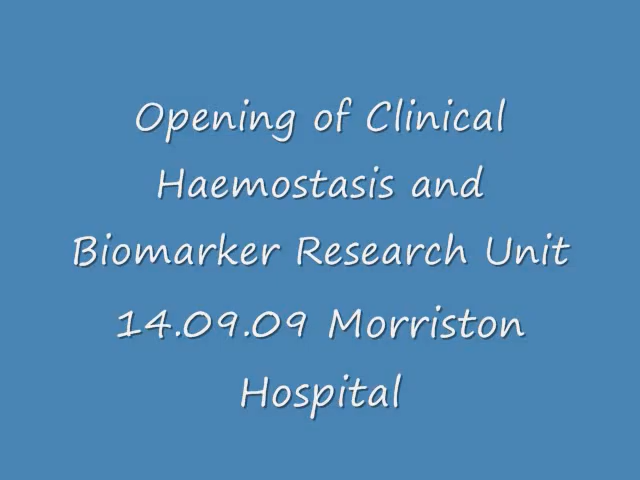 Opening of Clinical
Haemostasis and
Biomarker Research Unit
14.09.09 Morriston
Hospital